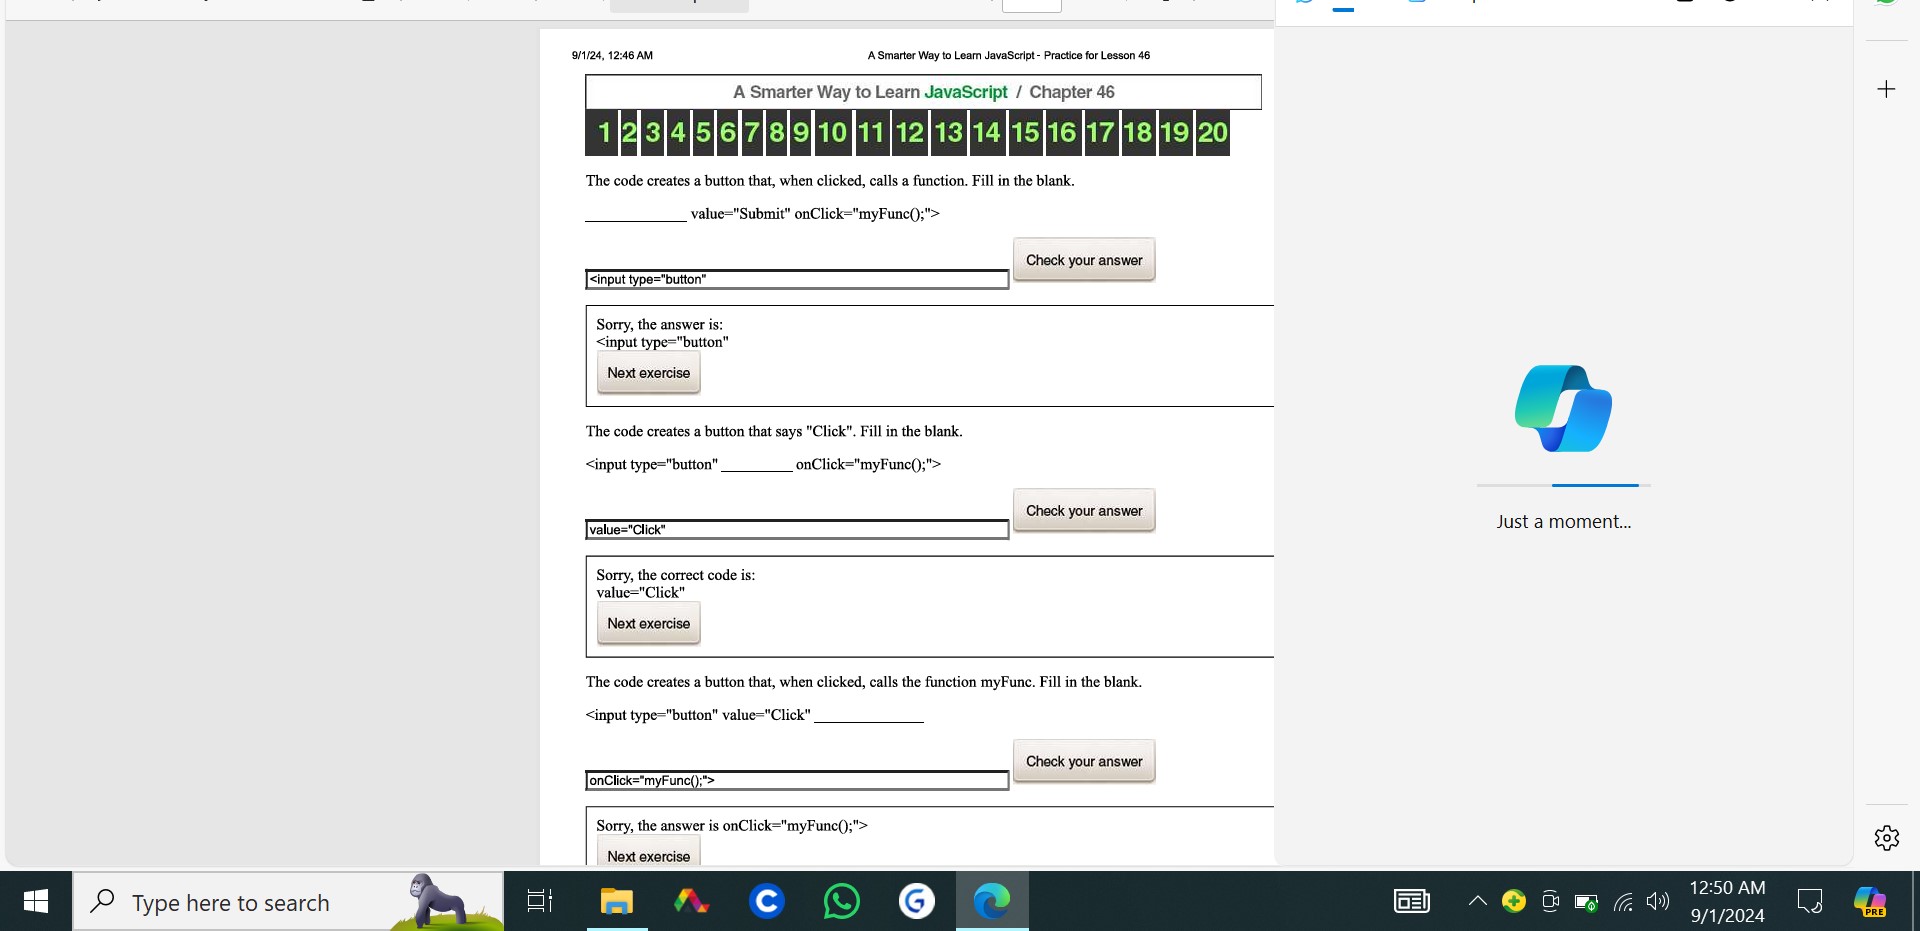 9/1/24, 12:46 AM
A Smarter Way to Learn JavaScript - Practice for Lesson 46
A Smarter Way to Learn JavaScript / Chapter 46
1 2 3 4 5 6 7 8 9 10 11 12 13 14 15 16 17 18 19 20
The code creates a button that, when clicked, calls a function. Fill in the blank.
____________ value="Submit" onClick="myFunc();">
Check your answer
<input type="button"
Sorry, the answer is:
<input type="button"
Next exercise
The code creates a button that says "Click". Fill in the blank.
<input type="button" _________ onClick="myFunc();">
Check your answer
value="Click"
Sorry, the correct code is:
value="Click"
Next exercise
The code creates a button that, when clicked, calls the function myFunc. Fill in the blank.
<input type="button" value="Click" ______________
Check your answer
onClick="myFunc();">
Sorry, the answer is onClick="myFunc();">
Next exercise
Just a moment...
Type here to search
12:50 AM
9/1/2024
PRE